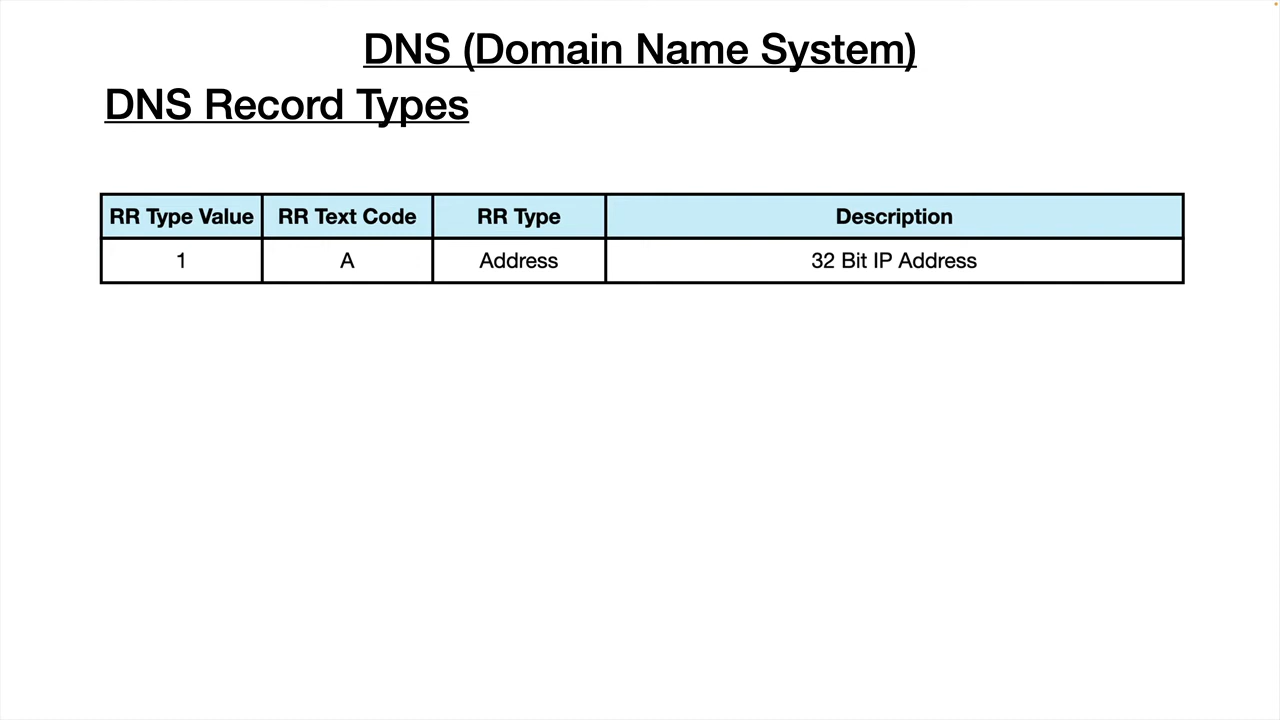 DNS (Domain Name System)
DNS Record Types
RR Type Value RR Text Code RR Type Description
1 A Address 32 Bit IP Address